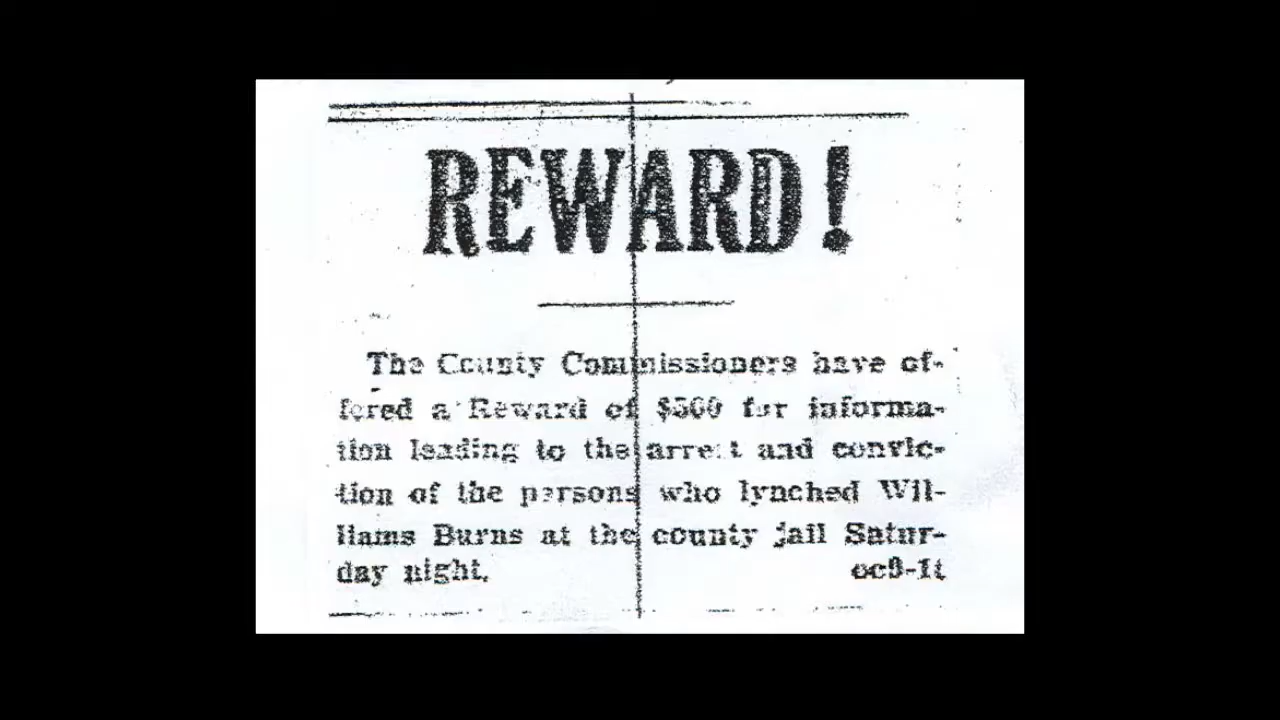 REWARD!
The County Commissioners have of-
fered a Reward of $500 for informa-
tion leading to the arrest and convic-
tion of the persons who lynched Wil-
liams Burns at the county jail Satur-
day night. oc9-1t